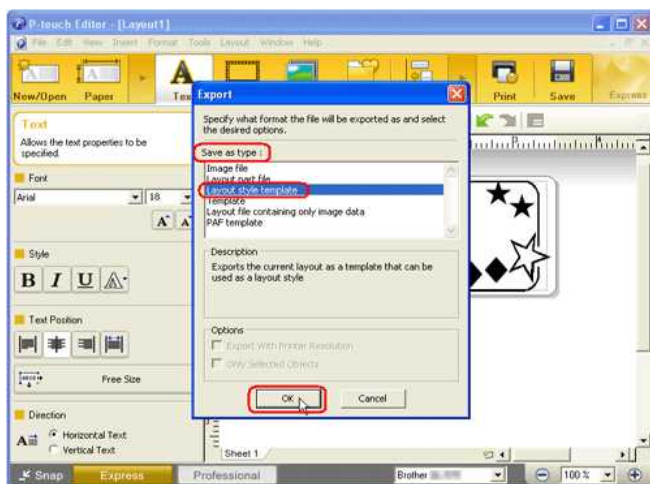 P-touch Editor - [Layout1]
File Edit View Insert Format Tools Layout Window Help
New/Open Paper Tex Print Save Express
Text
Allows the text properties to be
specified.
Font
Arial 18
A A
Style
B I U A
Text Position
Free Size
Direction
A Horizontal Text
Vertical Text
Export
Specify what format the file will be exported as and select
the desired options.
Save as type :
Image file
Layout part file
Layout style template
Template
Layout file containing only image data
PAF template
Description
Exports the current layout as a template that can be
used as a layout style
Options
Export With Printer Resolution
Only Selected Objects
OK Cancel
Sheet 1
Snap Express Professional Brother 100 %